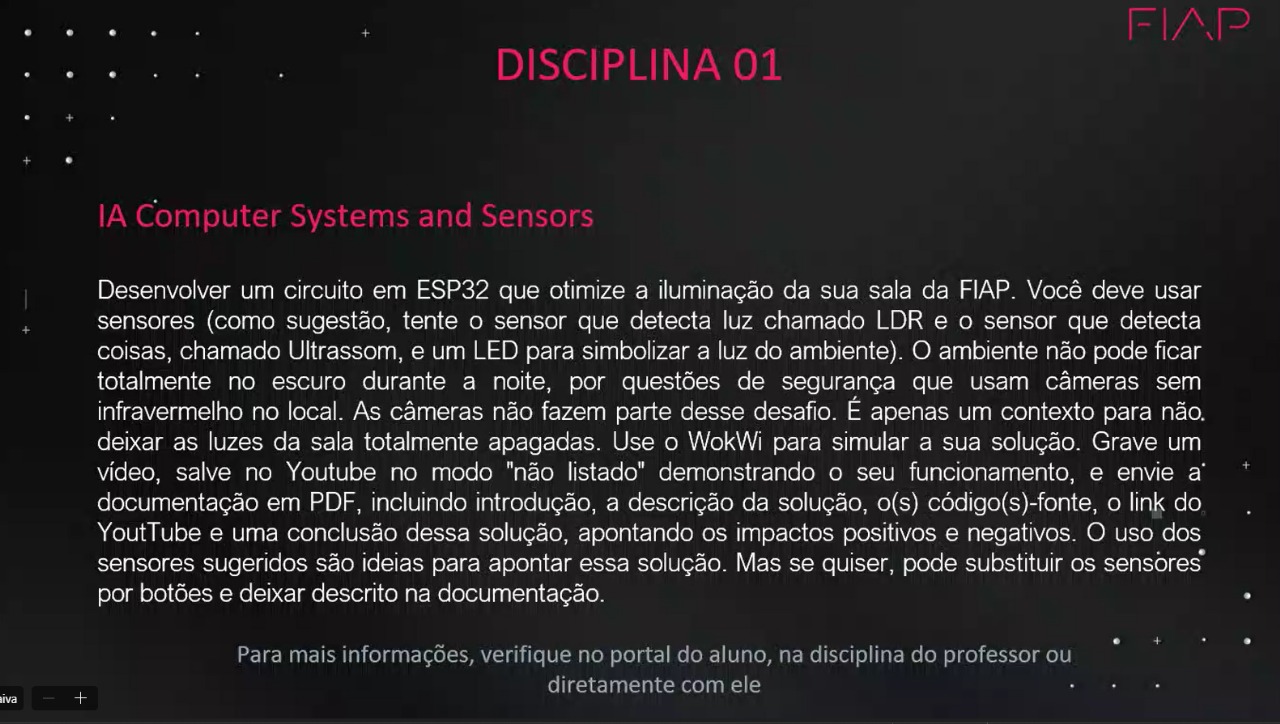 FIAP
DISCIPLINA 01
IA Computer Systems and Sensors
Desenvolver um circuito em ESP32 que otimize a iluminação da sua sala da FIAP. Você deve usar
sensores (como sugestão, tente o sensor que detecta luz chamado LDR e o sensor que detecta
coisas, chamado Ultrassom, e um LED para simbolizar a luz do ambiente). O ambiente não pode ficar
totalmente no escuro durante a noite, por questões de segurança que usam câmeras sem
infravermelho no local. As câmeras não fazem parte desse desafio. É apenas um contexto para não
deixar as luzes da sala totalmente apagadas. Use o WokWi para simular a sua solução. Grave um
vídeo, salve no Youtube no modo "não listado" demonstrando o seu funcionamento, e envie a
documentação em PDF, incluindo introdução, a descrição da solução, o(s) código(s)-fonte, o link do
YoutTube e uma conclusão dessa solução, apontando os impactos positivos e negativos. O uso dos
sensores sugeridos são ideias para apontar essa solução. Mas se quiser, pode substituir os sensores
por botões e deixar descrito na documentação.
Para mais informações, verifique no portal do aluno, na disciplina do professor ou
diretamente com ele
aiva